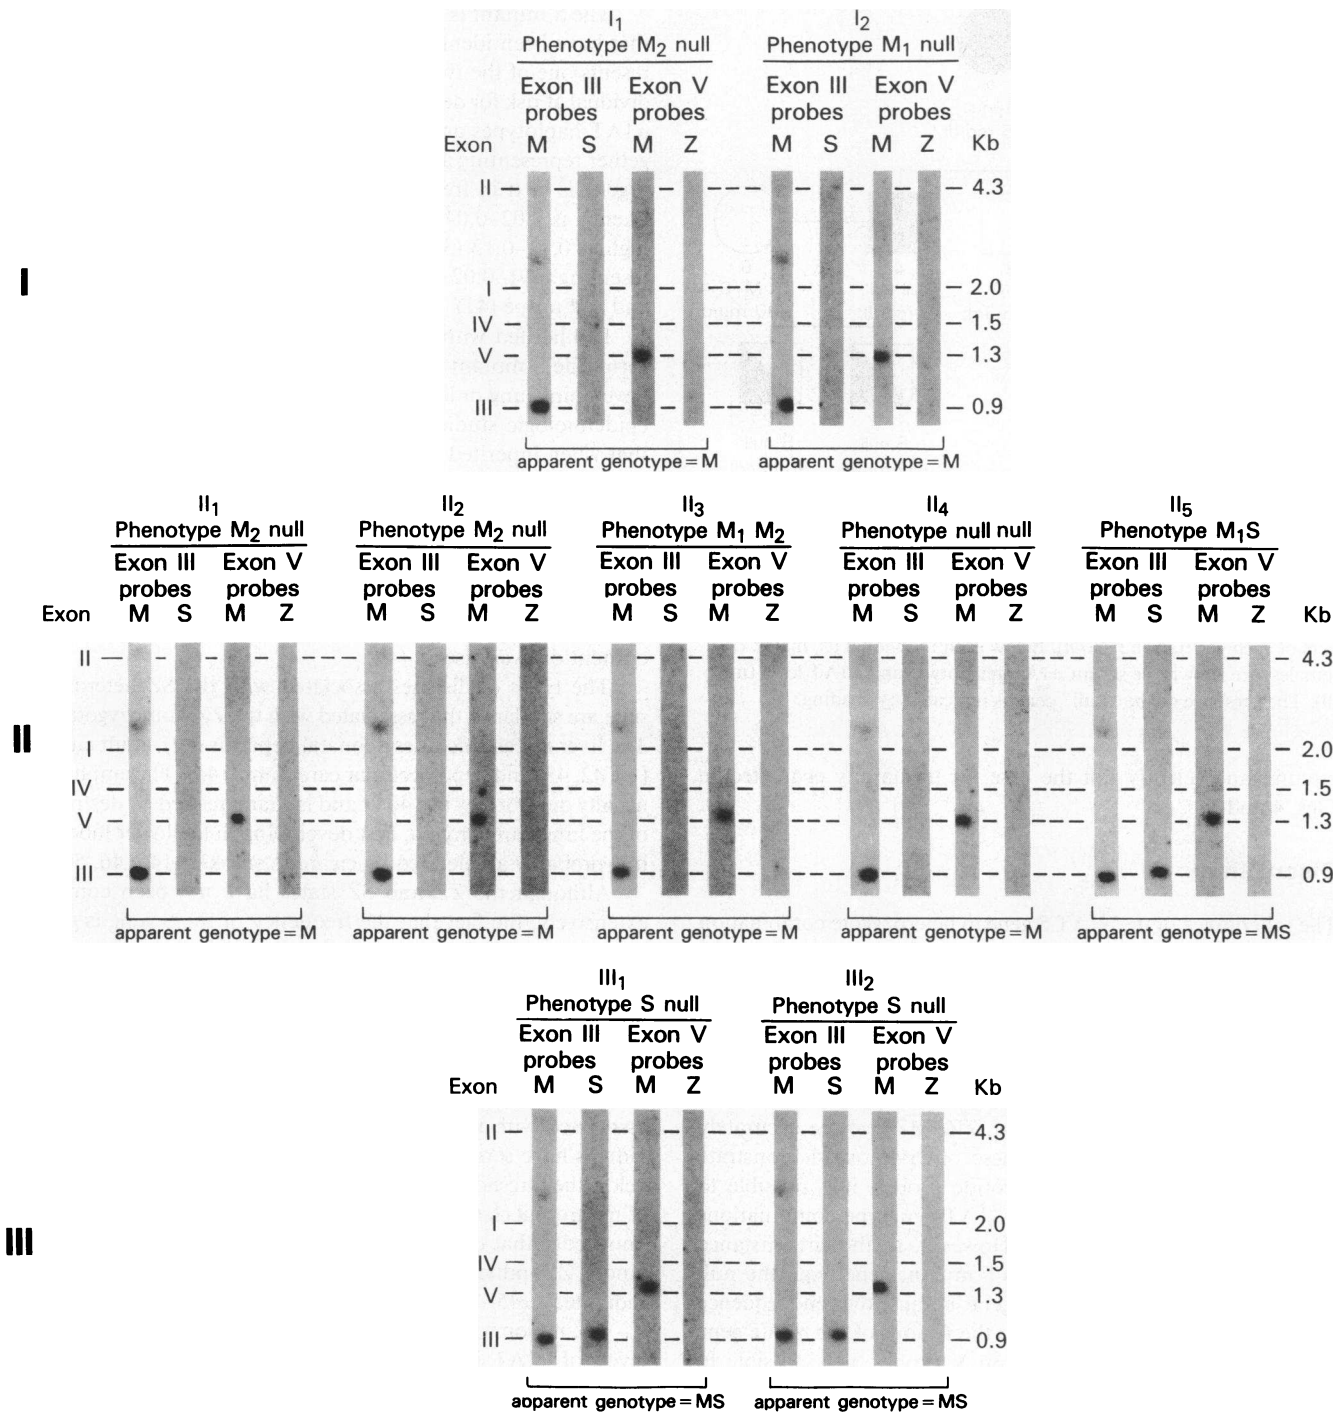 I₁ I₂
Phenotype M₂ null Phenotype M₁ null
Exon III Exon V Exon III Exon V
probes probes probes probes
Exon M S M Z M S M Z Kb
II 4.3
I
I 2.0
IV 1.5
V 1.3
III 0.9
apparent genotype = M apparent genotype = M
II₁ II₂ II₃ II₄ II₅
Phenotype M₂ null Phenotype M₂ null Phenotype M₁ M₂ Phenotype null null Phenotype M₁S
Exon III Exon V Exon III Exon V Exon III Exon V Exon III Exon V Exon III Exon V
probes probes probes probes probes probes probes probes probes probes
Exon M S M Z M S M Z M S M Z M S M Z M S M Z Kb
II 4.3
II
I 2.0
IV 1.5
V 1.3
III 0.9
apparent genotype = M apparent genotype = M apparent genotype = M apparent genotype = M apparent genotype = MS
III₁ III₂
Phenotype S null Phenotype S null
Exon III Exon V Exon III Exon V
probes probes probes probes
Exon M S M Z M S M Z Kb
II 4.3
I 2.0
III
IV 1.5
V 1.3
III 0.9
apparent genotype = MS apparent genotype = MS